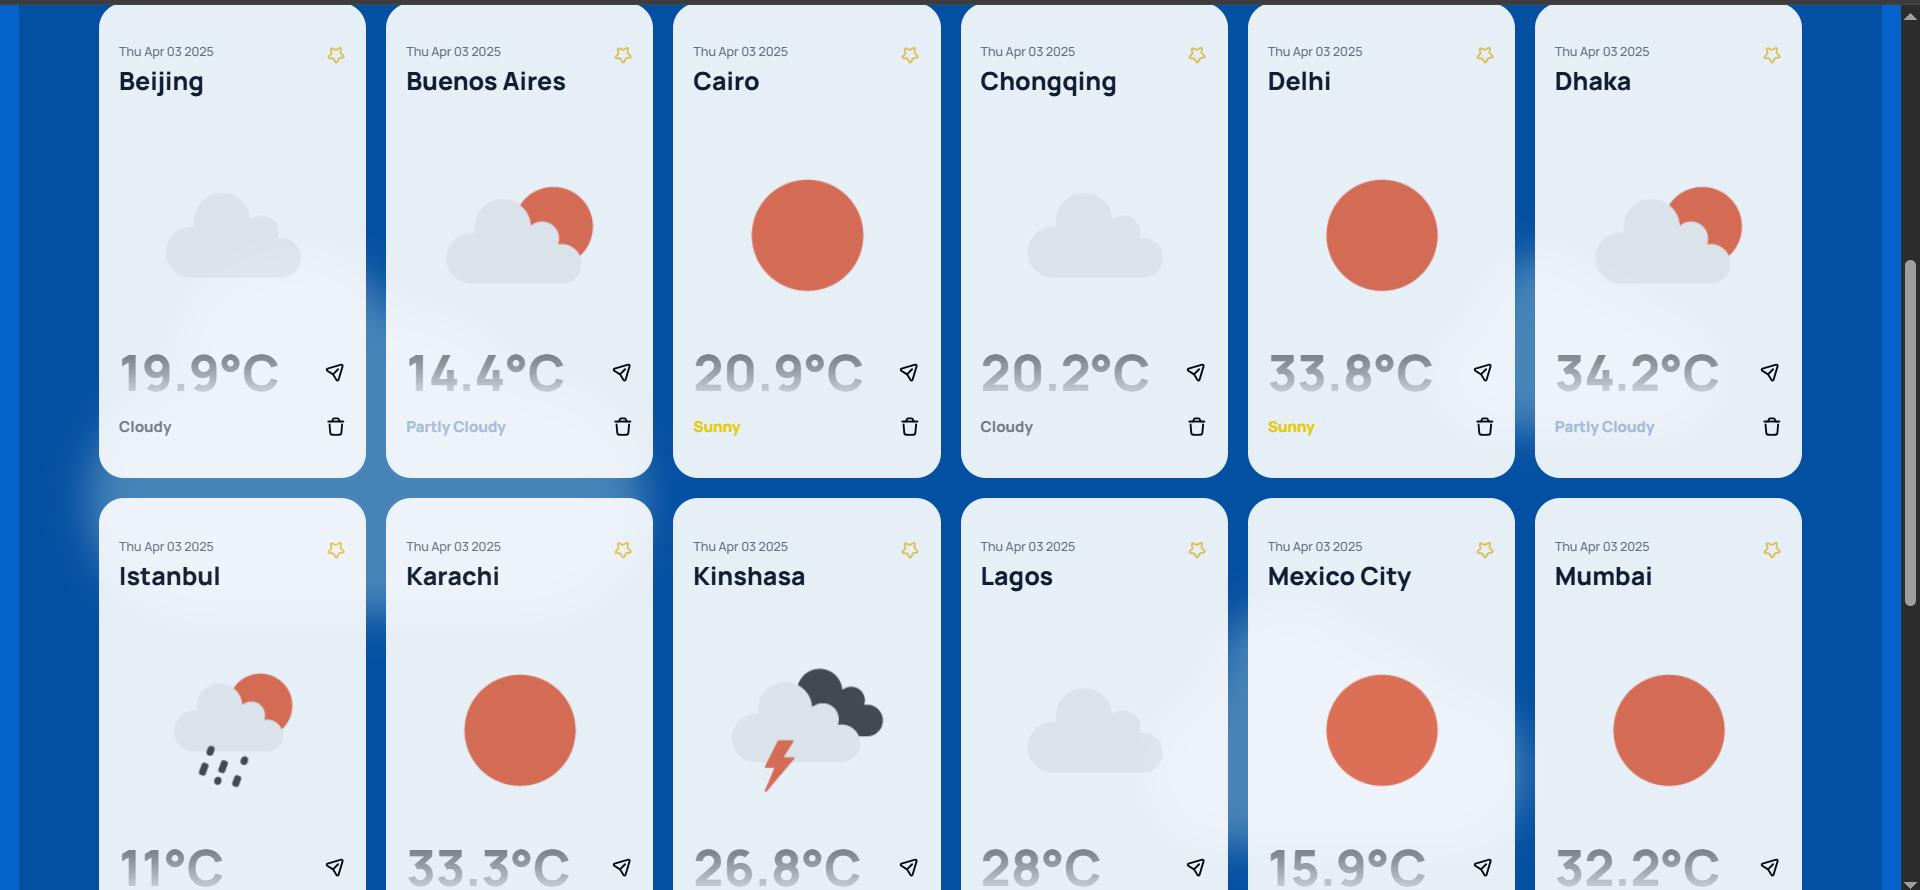 Thu Apr 03 2025
Beijing
19.9°C
Cloudy
Thu Apr 03 2025
Buenos Aires
14.4°C
Partly Cloudy
Thu Apr 03 2025
Cairo
20.9°C
Sunny
Thu Apr 03 2025
Chongqing
20.2°C
Cloudy
Thu Apr 03 2025
Delhi
33.8°C
Sunny
Thu Apr 03 2025
Dhaka
34.2°C
Partly Cloudy
Thu Apr 03 2025
Istanbul
11°C
Thu Apr 03 2025
Karachi
33.3°C
Thu Apr 03 2025
Kinshasa
26.8°C
Thu Apr 03 2025
Lagos
28°C
Thu Apr 03 2025
Mexico City
15.9°C
Thu Apr 03 2025
Mumbai
32.2°C